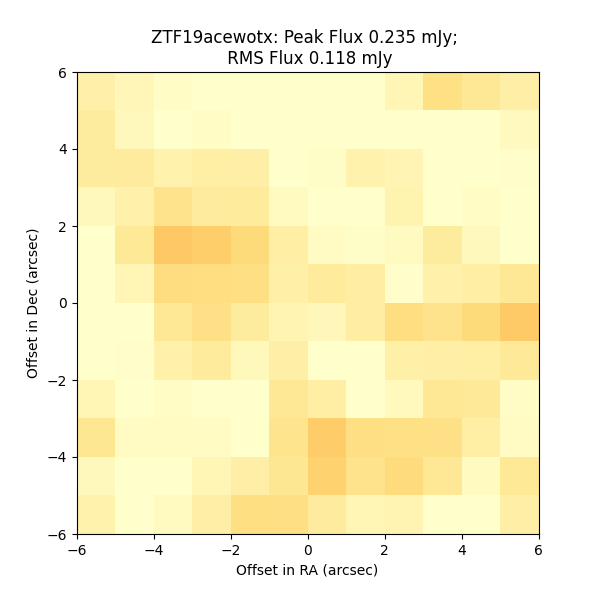 ZTF19acewotx: Peak Flux 0.235 mJy;
RMS Flux 0.118 mJy
6
4
2
0
−2
−4
−6
Offset in Dec (arcsec)
−6 −4 −2 0 2 4 6
Offset in RA (arcsec)